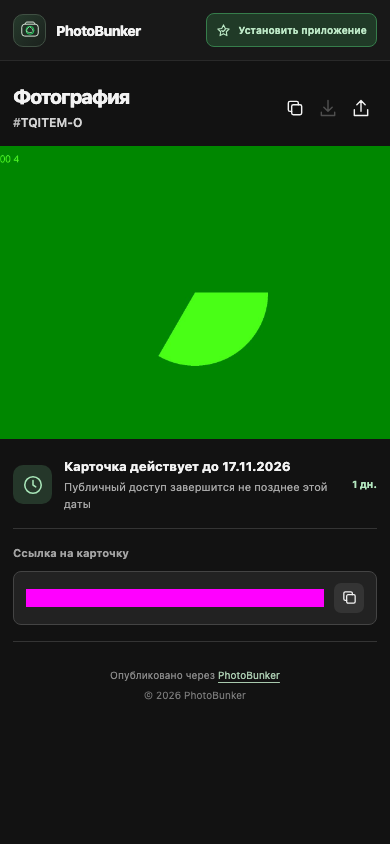 PhotoBunker
Установить приложение
Фотография
#TQITEM-O
00 4
Карточка действует до 17.11.2026
Публичный доступ завершится не позднее этой
даты
1 дн.
Ссылка на карточку
Опубликовано через PhotoBunker
© 2026 PhotoBunker